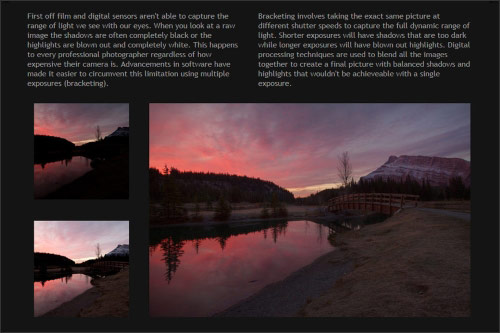 First off film and digital sensors aren't able to capture the
range of light we see with our eyes. When you look at a raw
image the shadows are often completely black or the
highlights are blown out and completely white. This happens
to every professional photographer regardless of how
expensive their camera is. Advancements in software have
made it easier to circumvent this limitation using multiple
exposures (bracketing).
Bracketing involves taking the exact same picture at
different shutter speeds to capture the full dynamic range of
light. Shorter exposures will have shadows that are too dark
while longer exposures will have blown out highlights. Digital
processing techniques are used to blend all the images
together to create a final picture with balanced shadows and
highlights that wouldn't be achieveable with a single
exposure.